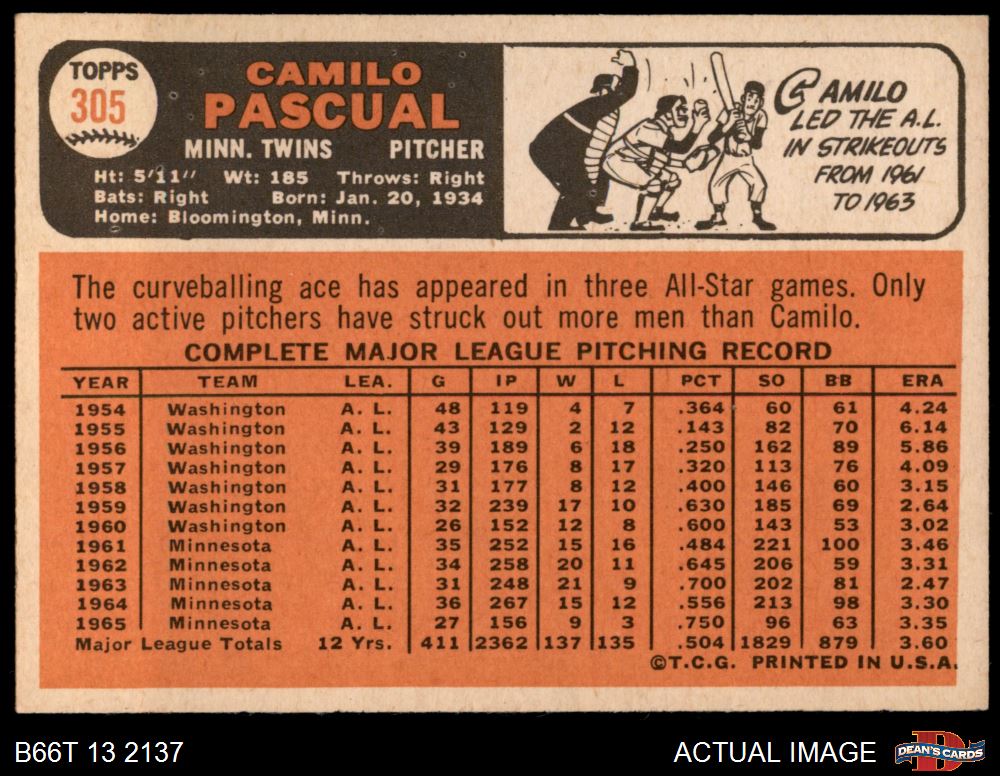 TOPPS
305
CAMILO
PASCUAL
MINN. TWINS PITCHER
Ht: 5'11" Wt: 185 Throws: Right
Bats: Right Born: Jan. 20, 1934
Home: Bloomington, Minn.
CAMILO
LED THE A.L.
IN STRIKEOUTS
FROM 1961
TO 1963
The curveballing ace has appeared in three All-Star games. Only
two active pitchers have struck out more men than Camilo.
COMPLETE MAJOR LEAGUE PITCHING RECORD
YEAR TEAM LEA. G IP W L PCT SO BB ERA
1954 Washington A. L. 48 119 4 7 .364 60 61 4.24
1955 Washington A. L. 43 129 2 12 .143 82 70 6.14
1956 Washington A. L. 39 189 6 18 .250 162 89 5.86
1957 Washington A. L. 29 176 8 17 .320 113 76 4.09
1958 Washington A. L. 31 177 8 12 .400 146 60 3.15
1959 Washington A. L. 32 239 17 10 .630 185 69 2.64
1960 Washington A. L. 26 152 12 8 .600 143 53 3.02
1961 Minnesota A. L. 35 252 15 16 .484 221 100 3.46
1962 Minnesota A. L. 34 258 20 11 .645 206 59 3.31
1963 Minnesota A. L. 31 248 21 9 .700 202 81 2.47
1964 Minnesota A. L. 36 267 15 12 .556 213 98 3.30
1965 Minnesota A. L. 27 156 9 3 .750 96 63 3.35
Major League Totals 12 Yrs. 411 2362 137 135 .504 1829 879 3.60
©T.C.G. PRINTED IN U.S.A.
B66T 13 2137
ACTUAL IMAGE
D
DEAN'S CARDS